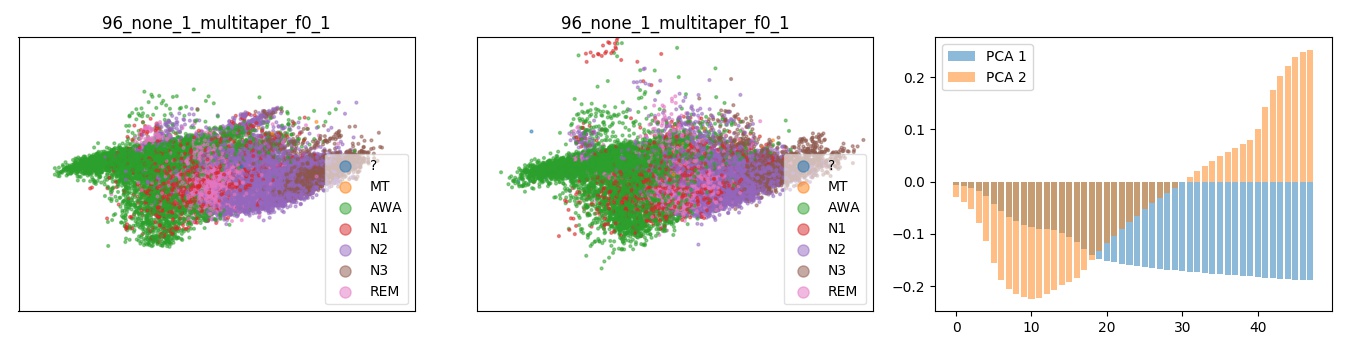 96_none_1_multitaper_f0_1
?
MT
AWA
N1
N2
N3
REM
96_none_1_multitaper_f0_1
?
MT
AWA
N1
N2
N3
REM
PCA 1
PCA 2
0.2
0.1
0.0
−0.1
−0.2
0 10 20 30 40